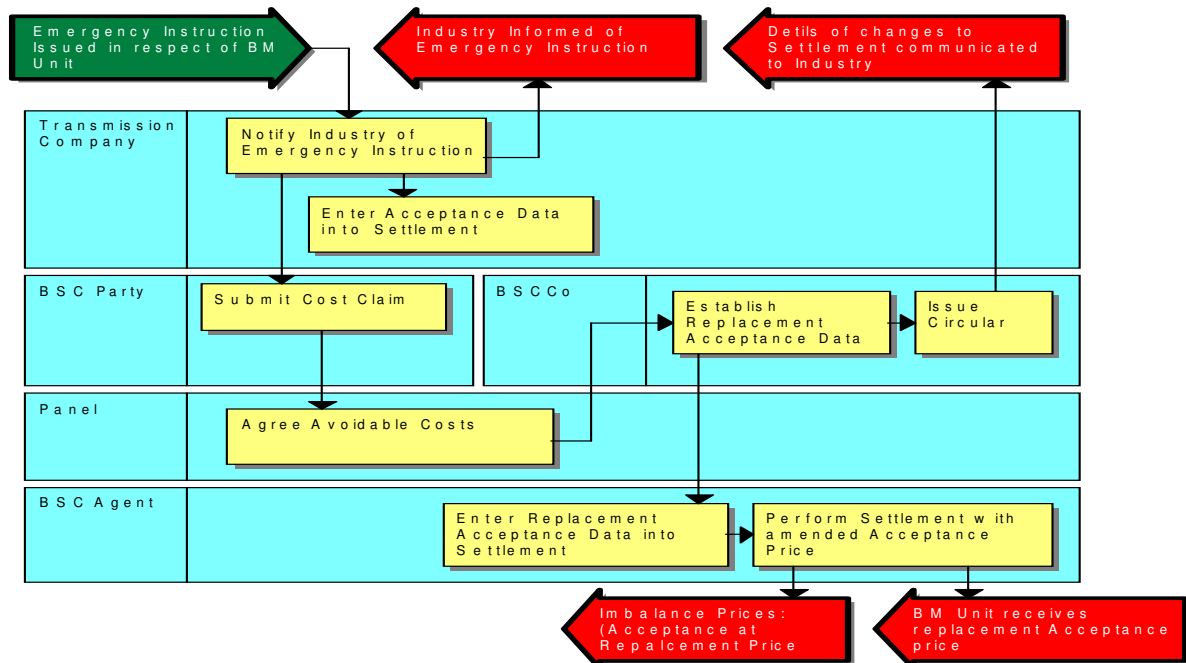 Emergency Instruction
Issued in respect of BM
Unit
Industry Informed of
Emergency Instruction
Detils of changes to
Settlement communicated
to Industry
Transmission
Company
Notify Industry of
Emergency Instruction
Enter Acceptance Data
into Settlement
BSC Party
Submit Cost Claim
BSCCo
Establish
Replacement
Acceptance Data
Issue
Circular
Panel
Agree Avoidable Costs
BSC Agent
Enter Replacement
Acceptance Data into
Settlement
Perform Settlement with
amended Acceptance
Price
Imbalance Prices:
(Acceptance at
Repalcement Price
BM Unit receives
replacement Acceptance
price